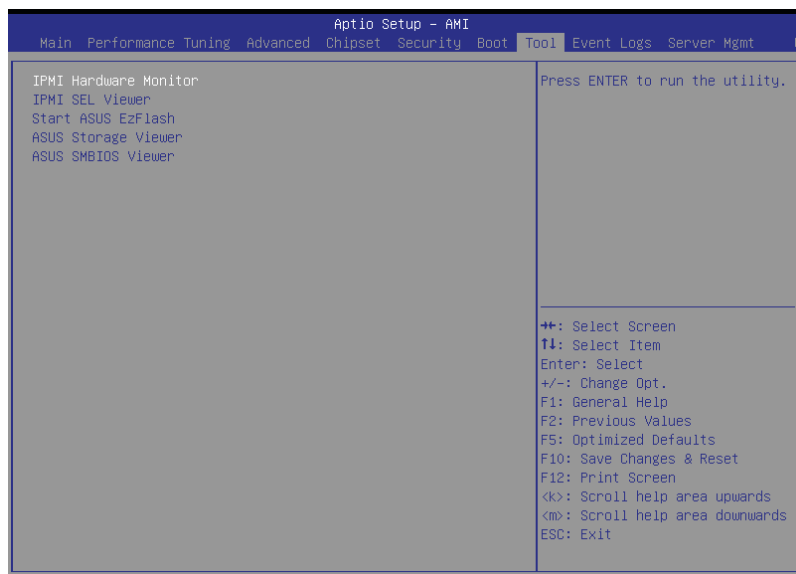 Aptio Setup – AMI
Main Performance Tuning Advanced Chipset Security Boot Tool Event Logs Server Mgmt
IPMI Hardware Monitor
IPMI SEL Viewer
Start ASUS EzFlash
ASUS Storage Viewer
ASUS SMBIOS Viewer
Press ENTER to run the utility.
→←: Select Screen
↑↓: Select Item
Enter: Select
+/-: Change Opt.
F1: General Help
F2: Previous Values
F5: Optimized Defaults
F10: Save Changes & Reset
F12: Print Screen
<k>: Scroll help area upwards
<m>: Scroll help area downwards
ESC: Exit